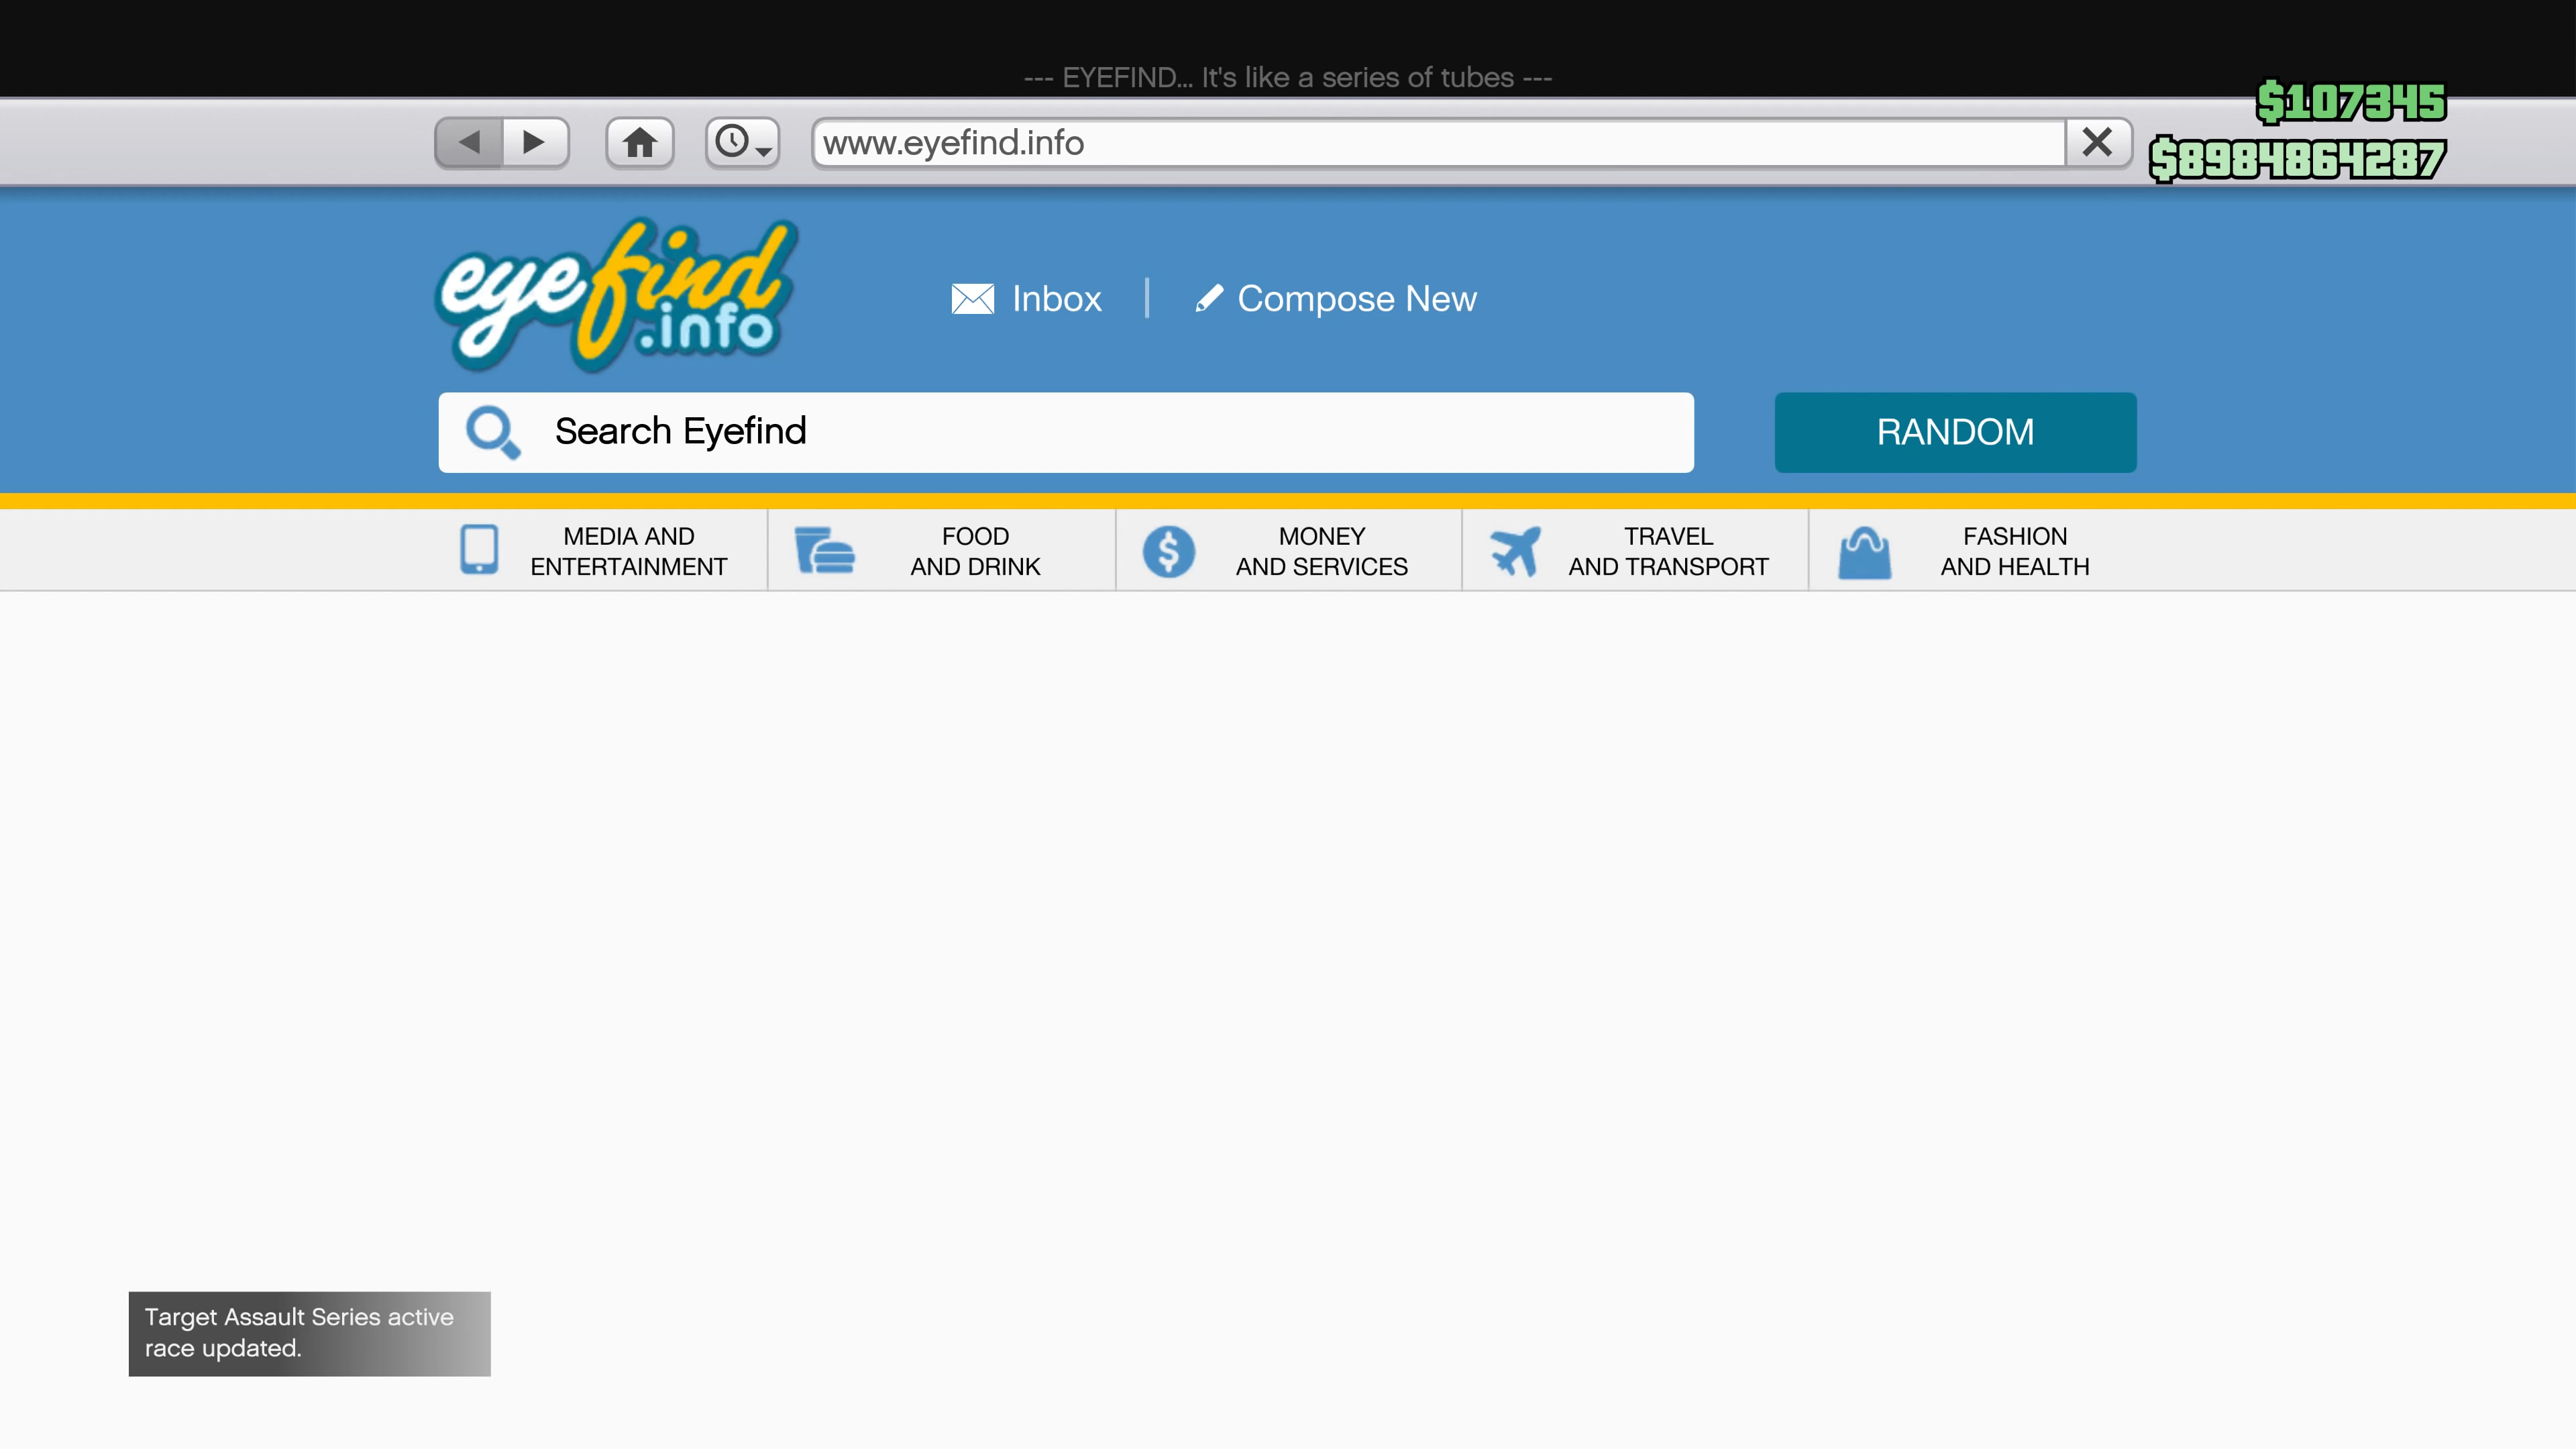 --- EYEFIND... It's like a series of tubes ---
$107345
www.eyefind.info
$8984864287
eyefind
.info
Inbox
Compose New
Search Eyefind
RANDOM
MEDIA AND
ENTERTAINMENT
FOOD
AND DRINK
MONEY
AND SERVICES
TRAVEL
AND TRANSPORT
FASHION
AND HEALTH
Target Assault Series active
race updated.